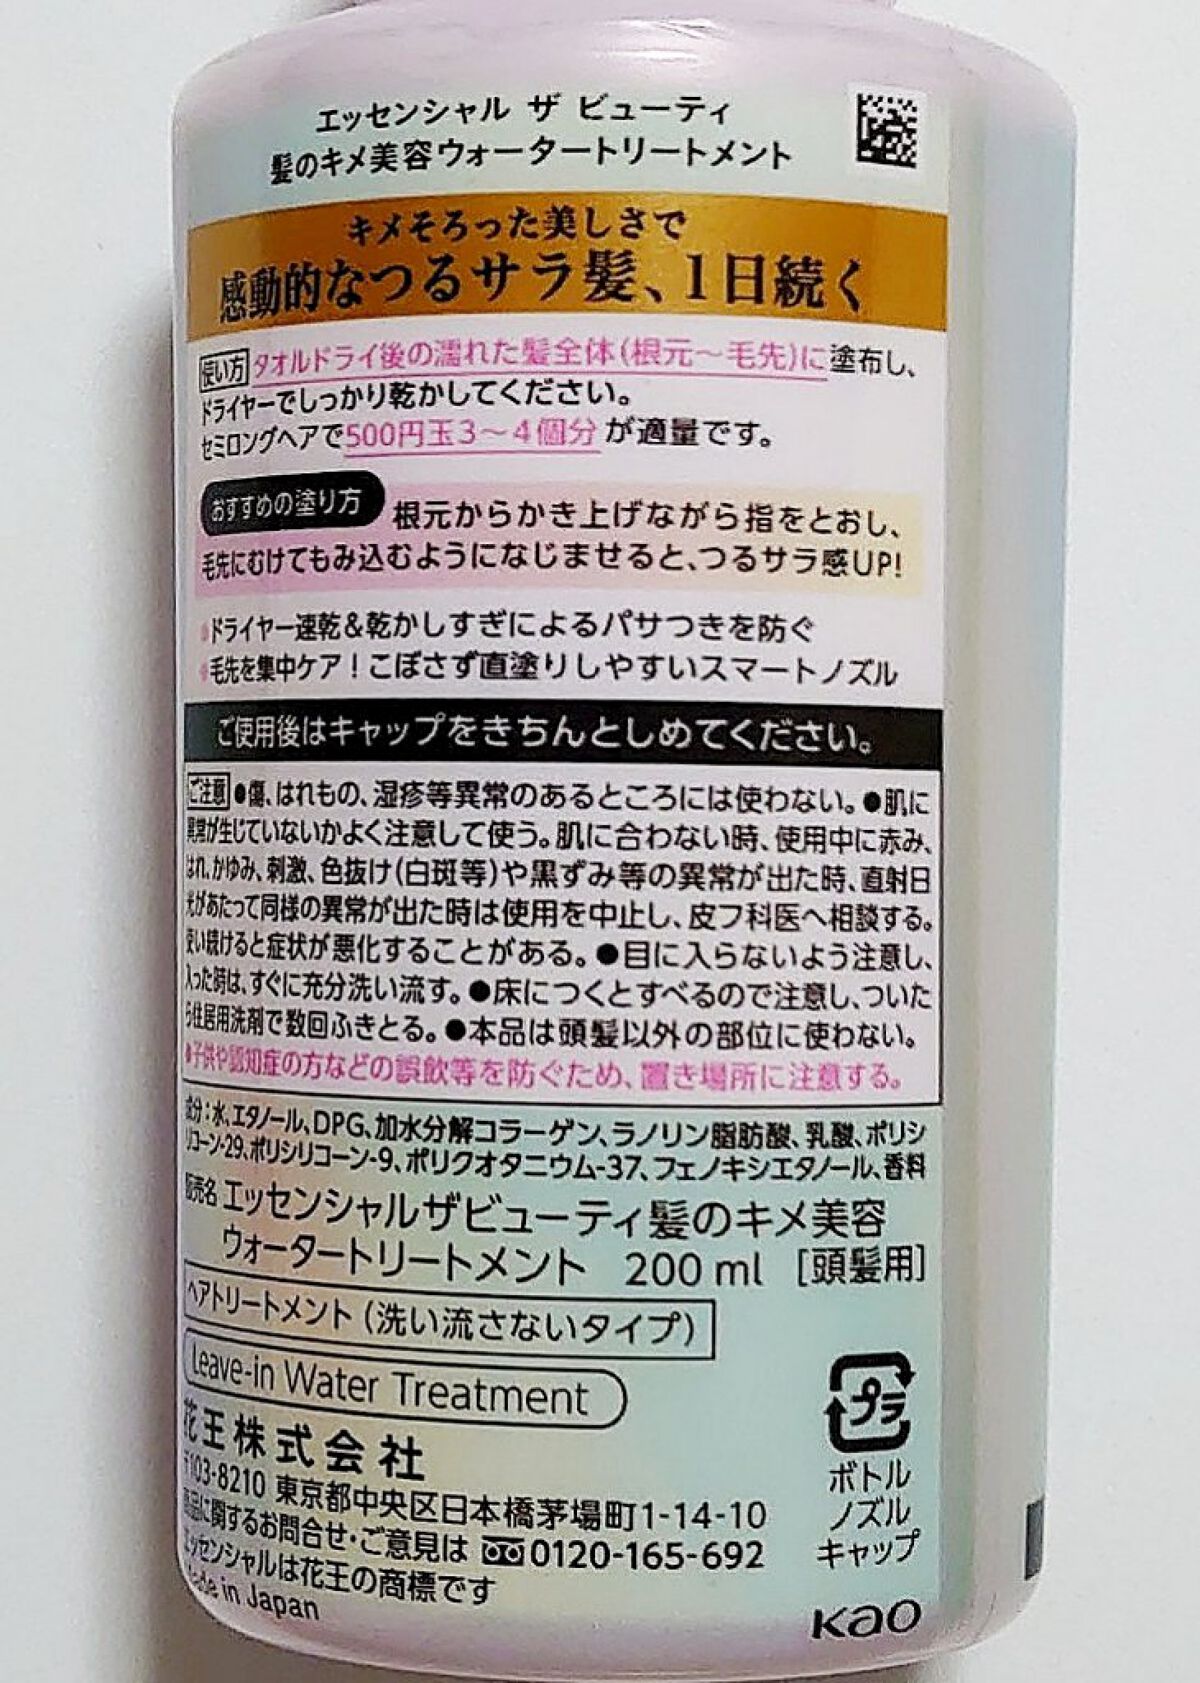 エッセンシャル ザ ビューティ
髪のキメ美容ウォータートリートメント
キメそろった美しさで
感動的なつるサラ髪、1日続く
使い方 タオルドライ後の濡れた髪全体(根元～毛先)に塗布し、
ドライヤーでしっかり乾かしてください。
セミロングヘアで500円玉3～4個分が適量です。
おすすめの塗り方 根元からかき上げながら指をとおし、
毛先にむけてもみ込むようになじませると、つるサラ感UP!
ドライヤー速乾&乾かしすぎによるパサつきを防ぐ
毛先を集中ケア!こぼさず直塗りしやすいスマートノズル
ご使用後はキャップをきちんとしめてください。
ご注意 ●傷、はれもの、湿疹等異常のあるところには使わない。●肌に
異常が生じていないかよく注意して使う。肌に合わない時、使用中に赤み、
はれ、かゆみ、刺激、色抜け(白斑等)や黒ずみ等の異常が出た時、直射日
光があたって同様の異常が出た時は使用を中止し、皮フ科医へ相談する。
使い続けると症状が悪化することがある。●目に入らないよう注意し、
入った時は、すぐに充分洗い流す。●床につくとすべるので注意し、ついた
ら住居用洗剤で数回ふきとる。●本品は頭髪以外の部位に使わない。
●子供や認知症の方などの誤飲等を防ぐため、置き場所に注意する。
成分:水、エタノール、DPG、加水分解コラーゲン、ラノリン脂肪酸、乳酸、ポリシ
リコーン-29、ポリシリコーン-9、ポリクオタニウム-37、フェノキシエタノール、香料
販売名 エッセンシャルザビューティ髪のキメ美容
ウォータートリートメント 200 ml [頭髪用]
ヘアトリートメント(洗い流さないタイプ)
Leave-in Water Treatment
花王株式会社
〒103-8210 東京都中央区日本橋茅場町1-14-10
商品に関するお問合せ・ご意見は 0120-165-692
エッセンシャルは花王の商標です
Made in Japan
プラ
ボトル
ノズル
キャップ
Kao